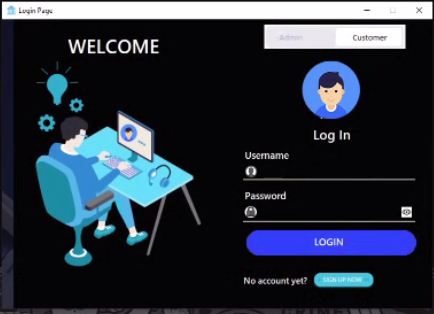 Login Page
WELCOME
Admin
Customer
Log In
Username
Password
LOGIN
No account yet?
SIGN UP NOW